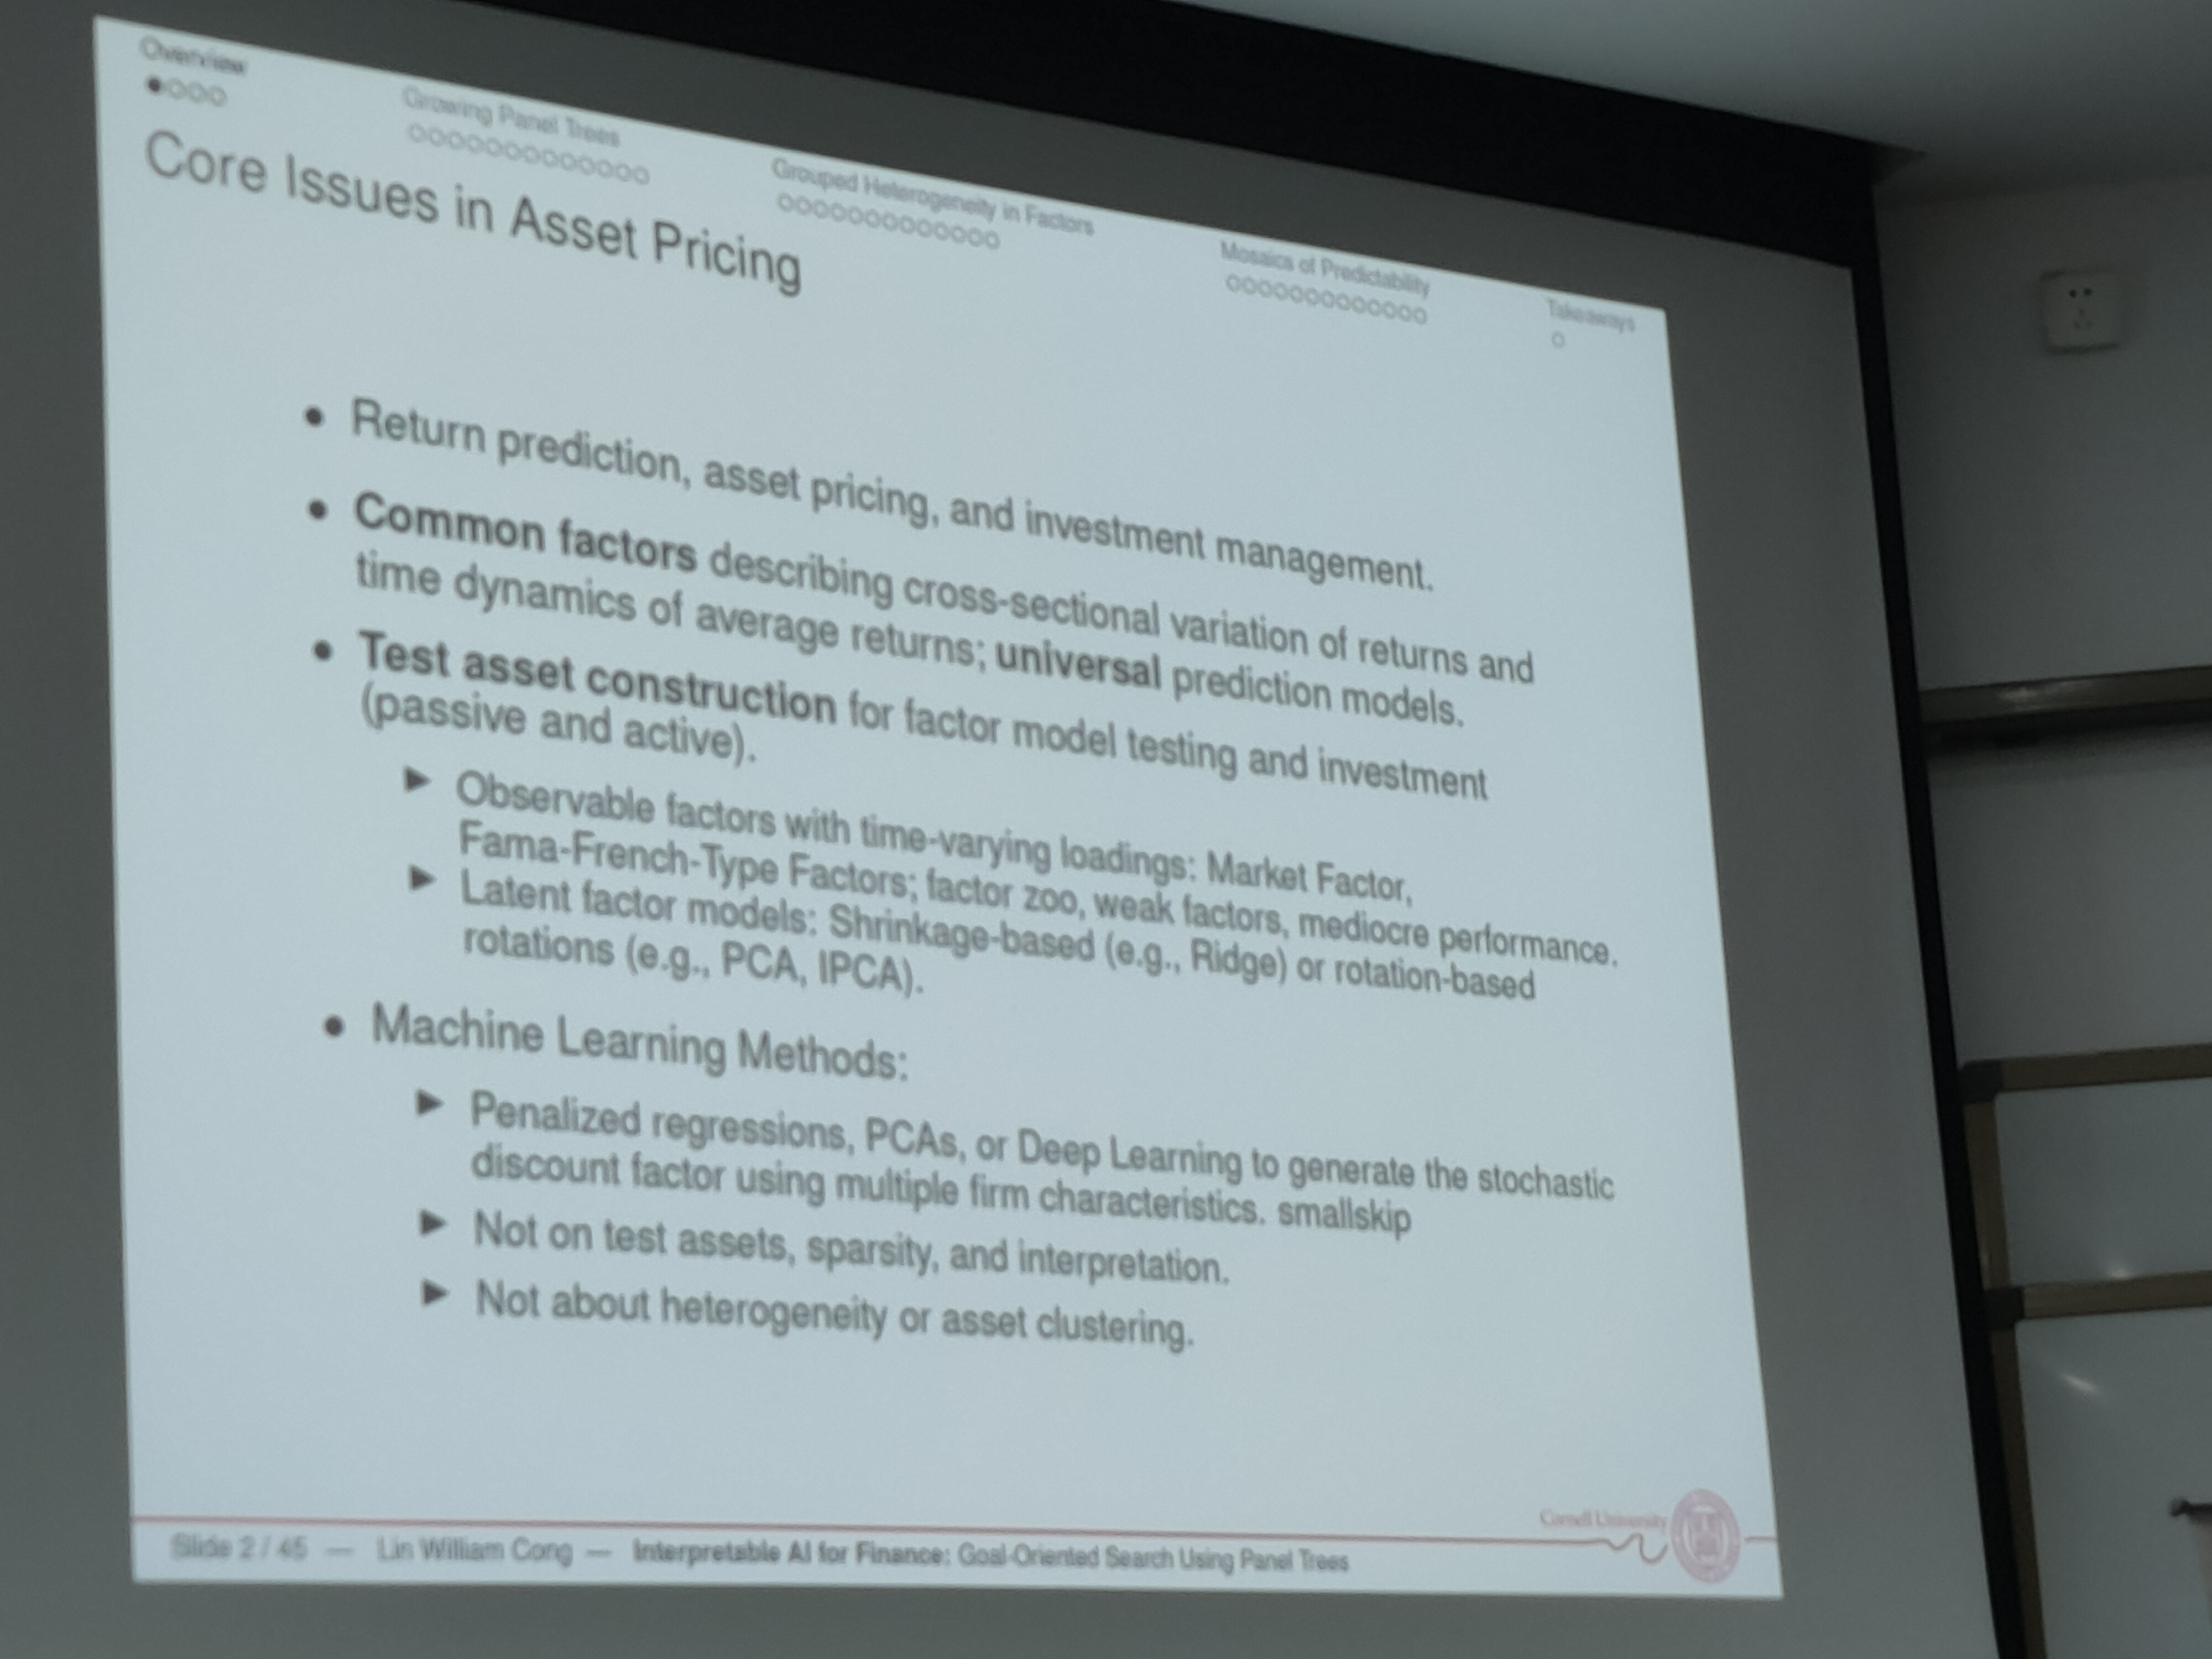 Overview
Growing Panel Trees
Grouped Heterogeneity in Factors
Mosaics of Predictability
Takeaways
Core Issues in Asset Pricing
• Return prediction, asset pricing, and investment management.
• Common factors describing cross-sectional variation of returns and
time dynamics of average returns; universal prediction models.
• Test asset construction for factor model testing and investment
(passive and active).
▶ Observable factors with time-varying loadings: Market Factor,
Fama-French-Type Factors; factor zoo, weak factors, mediocre performance.
▶ Latent factor models: Shrinkage-based (e.g., Ridge) or rotation-based
rotations (e.g., PCA, IPCA).
• Machine Learning Methods:
▶ Penalized regressions, PCAs, or Deep Learning to generate the stochastic
discount factor using multiple firm characteristics. smallskip
▶ Not on test assets, sparsity, and interpretation.
▶ Not about heterogeneity or asset clustering.
Cornell University
Slide 2 / 45 — Lin William Cong — Interpretable AI for Finance: Goal-Oriented Search Using Panel Trees